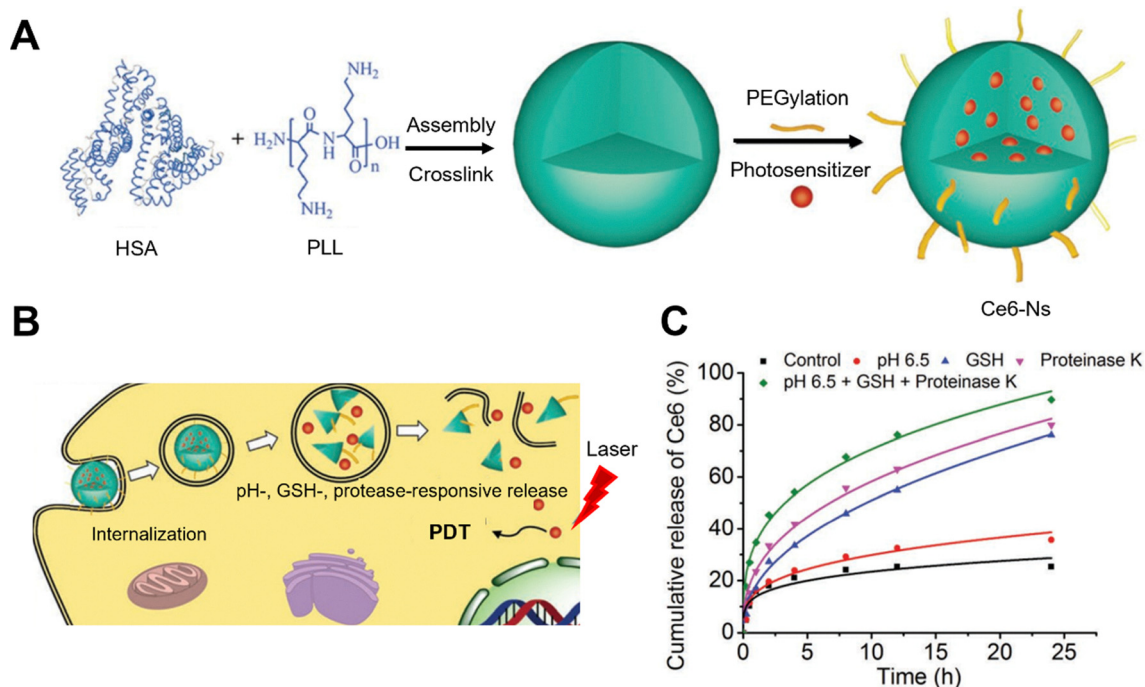 A
HSA
+
H₂N
NH₂
O
H
N
N
H
O
n
OH
NH₂
PLL
Assembly
Crosslink
PEGylation
Photosensitizer
Ce6-Ns
B
Internalization
pH-, GSH-, protease-responsive release
PDT
Laser
C
Control pH 6.5 GSH Proteinase K
pH 6.5 + GSH + Proteinase K
Cumulative release of Ce6 (%)
100
80
60
40
20
0
0 5 10 15 20 25
Time (h)